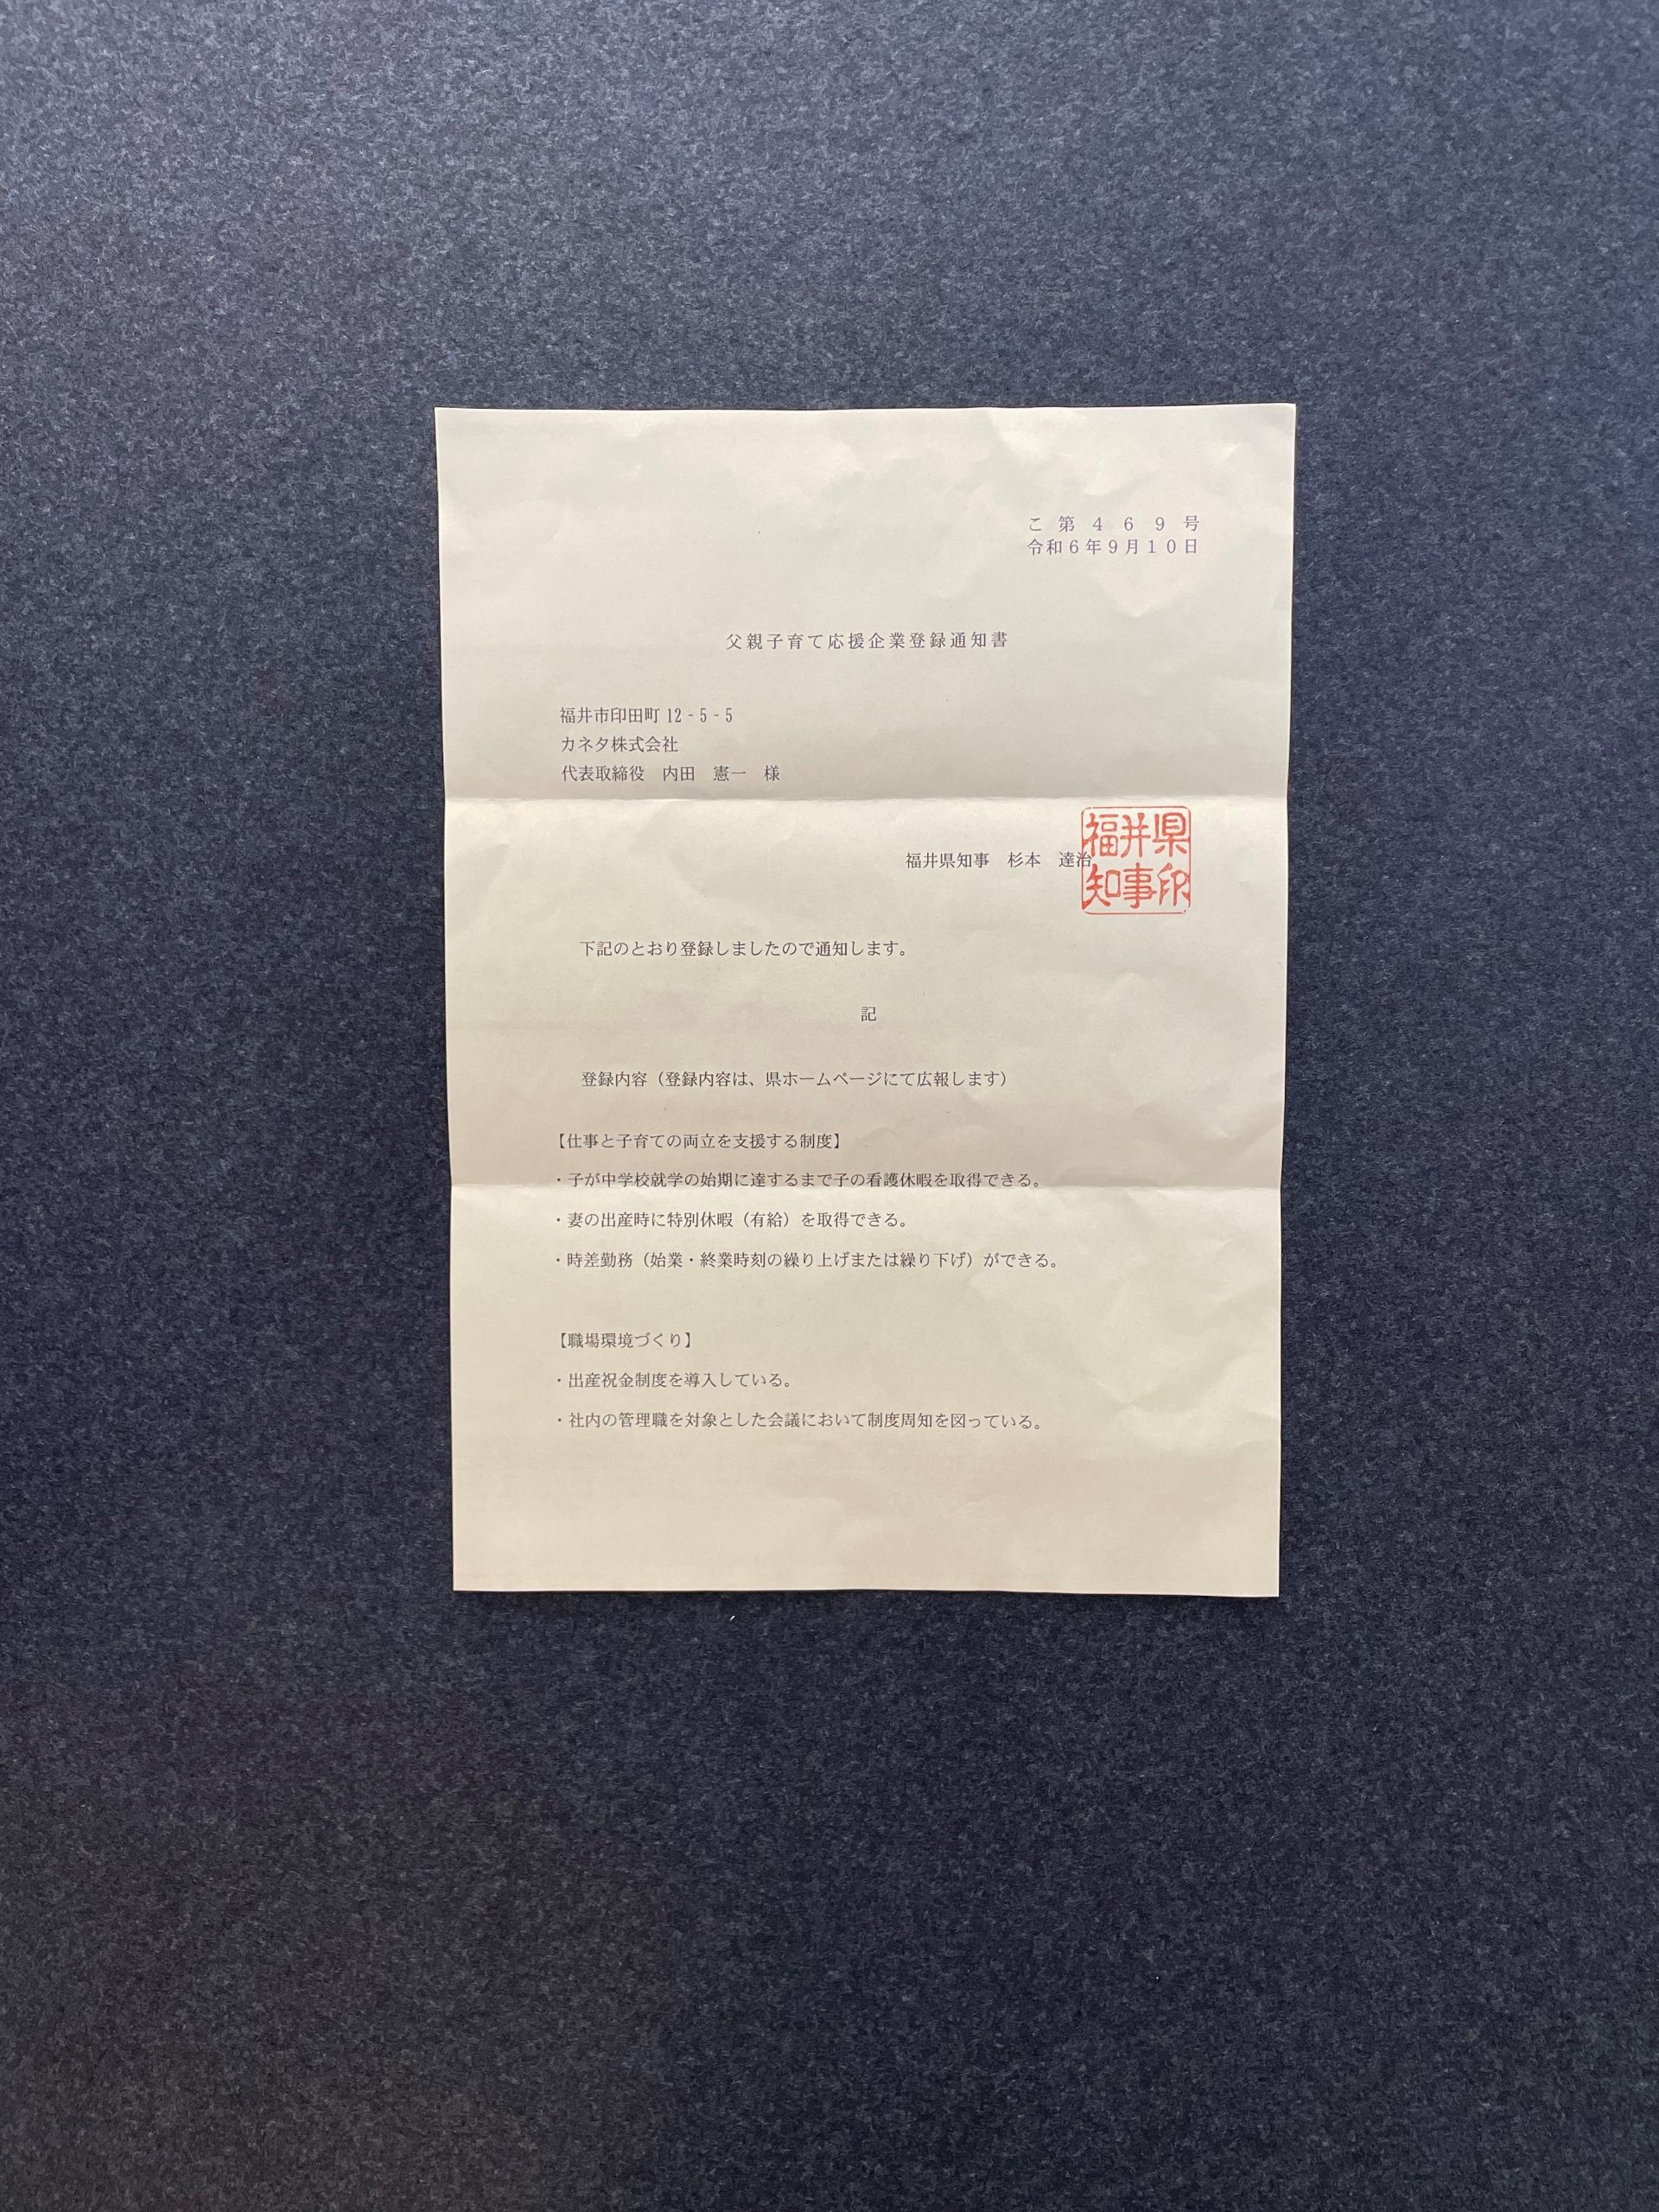 こ第４６９号
令和６年９月１０日
父親子育て応援企業登録通知書
福井市印田町 12 - 5 - 5
カネタ株式会社
代表取締役　内田　憲一　様
福井県知事　杉本　達治
福井県
知事印
下記のとおり登録しましたので通知します。
記
登録内容（登録内容は、県ホームページにて広報します）
【仕事と子育ての両立を支援する制度】
・子が中学校就学の始期に達するまで子の看護休暇を取得できる。
・妻の出産時に特別休暇（有給）を取得できる。
・時差勤務（始業・終業時刻の繰り上げまたは繰り下げ）ができる。
【職場環境づくり】
・出産祝金制度を導入している。
・社内の管理職を対象とした会議において制度周知を図っている。